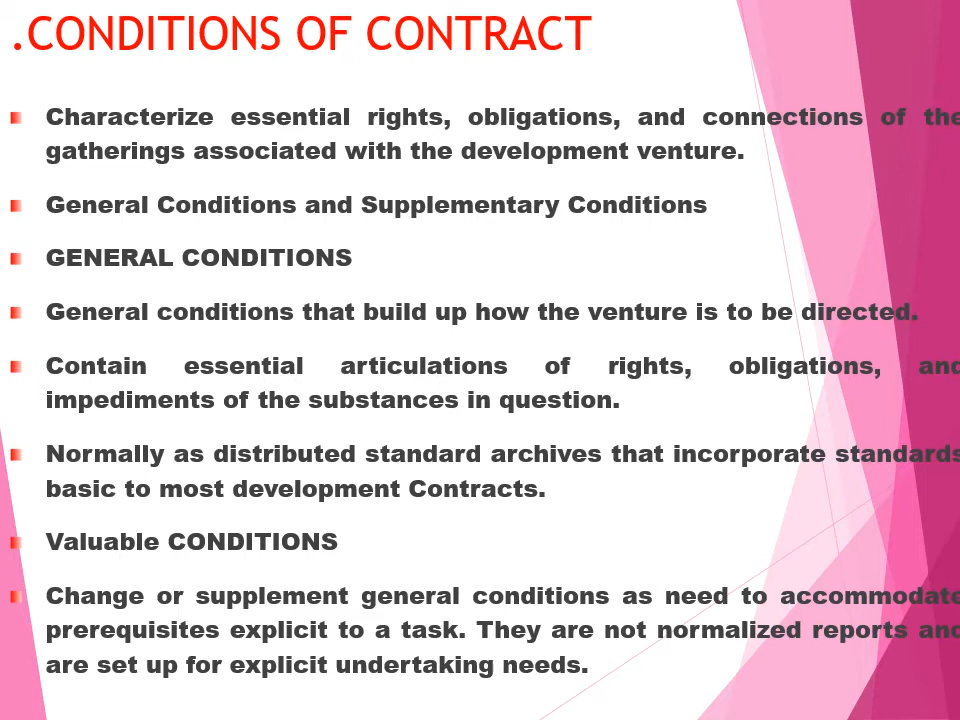 .CONDITIONS OF CONTRACT
Characterize essential rights, obligations, and connections of the
gatherings associated with the development venture.
General Conditions and Supplementary Conditions
GENERAL CONDITIONS
General conditions that build up how the venture is to be directed.
Contain essential articulations of rights, obligations, and
impediments of the substances in question.
Normally as distributed standard archives that incorporate standards
basic to most development Contracts.
Valuable CONDITIONS
Change or supplement general conditions as need to accommodate
prerequisites explicit to a task. They are not normalized reports and
are set up for explicit undertaking needs.